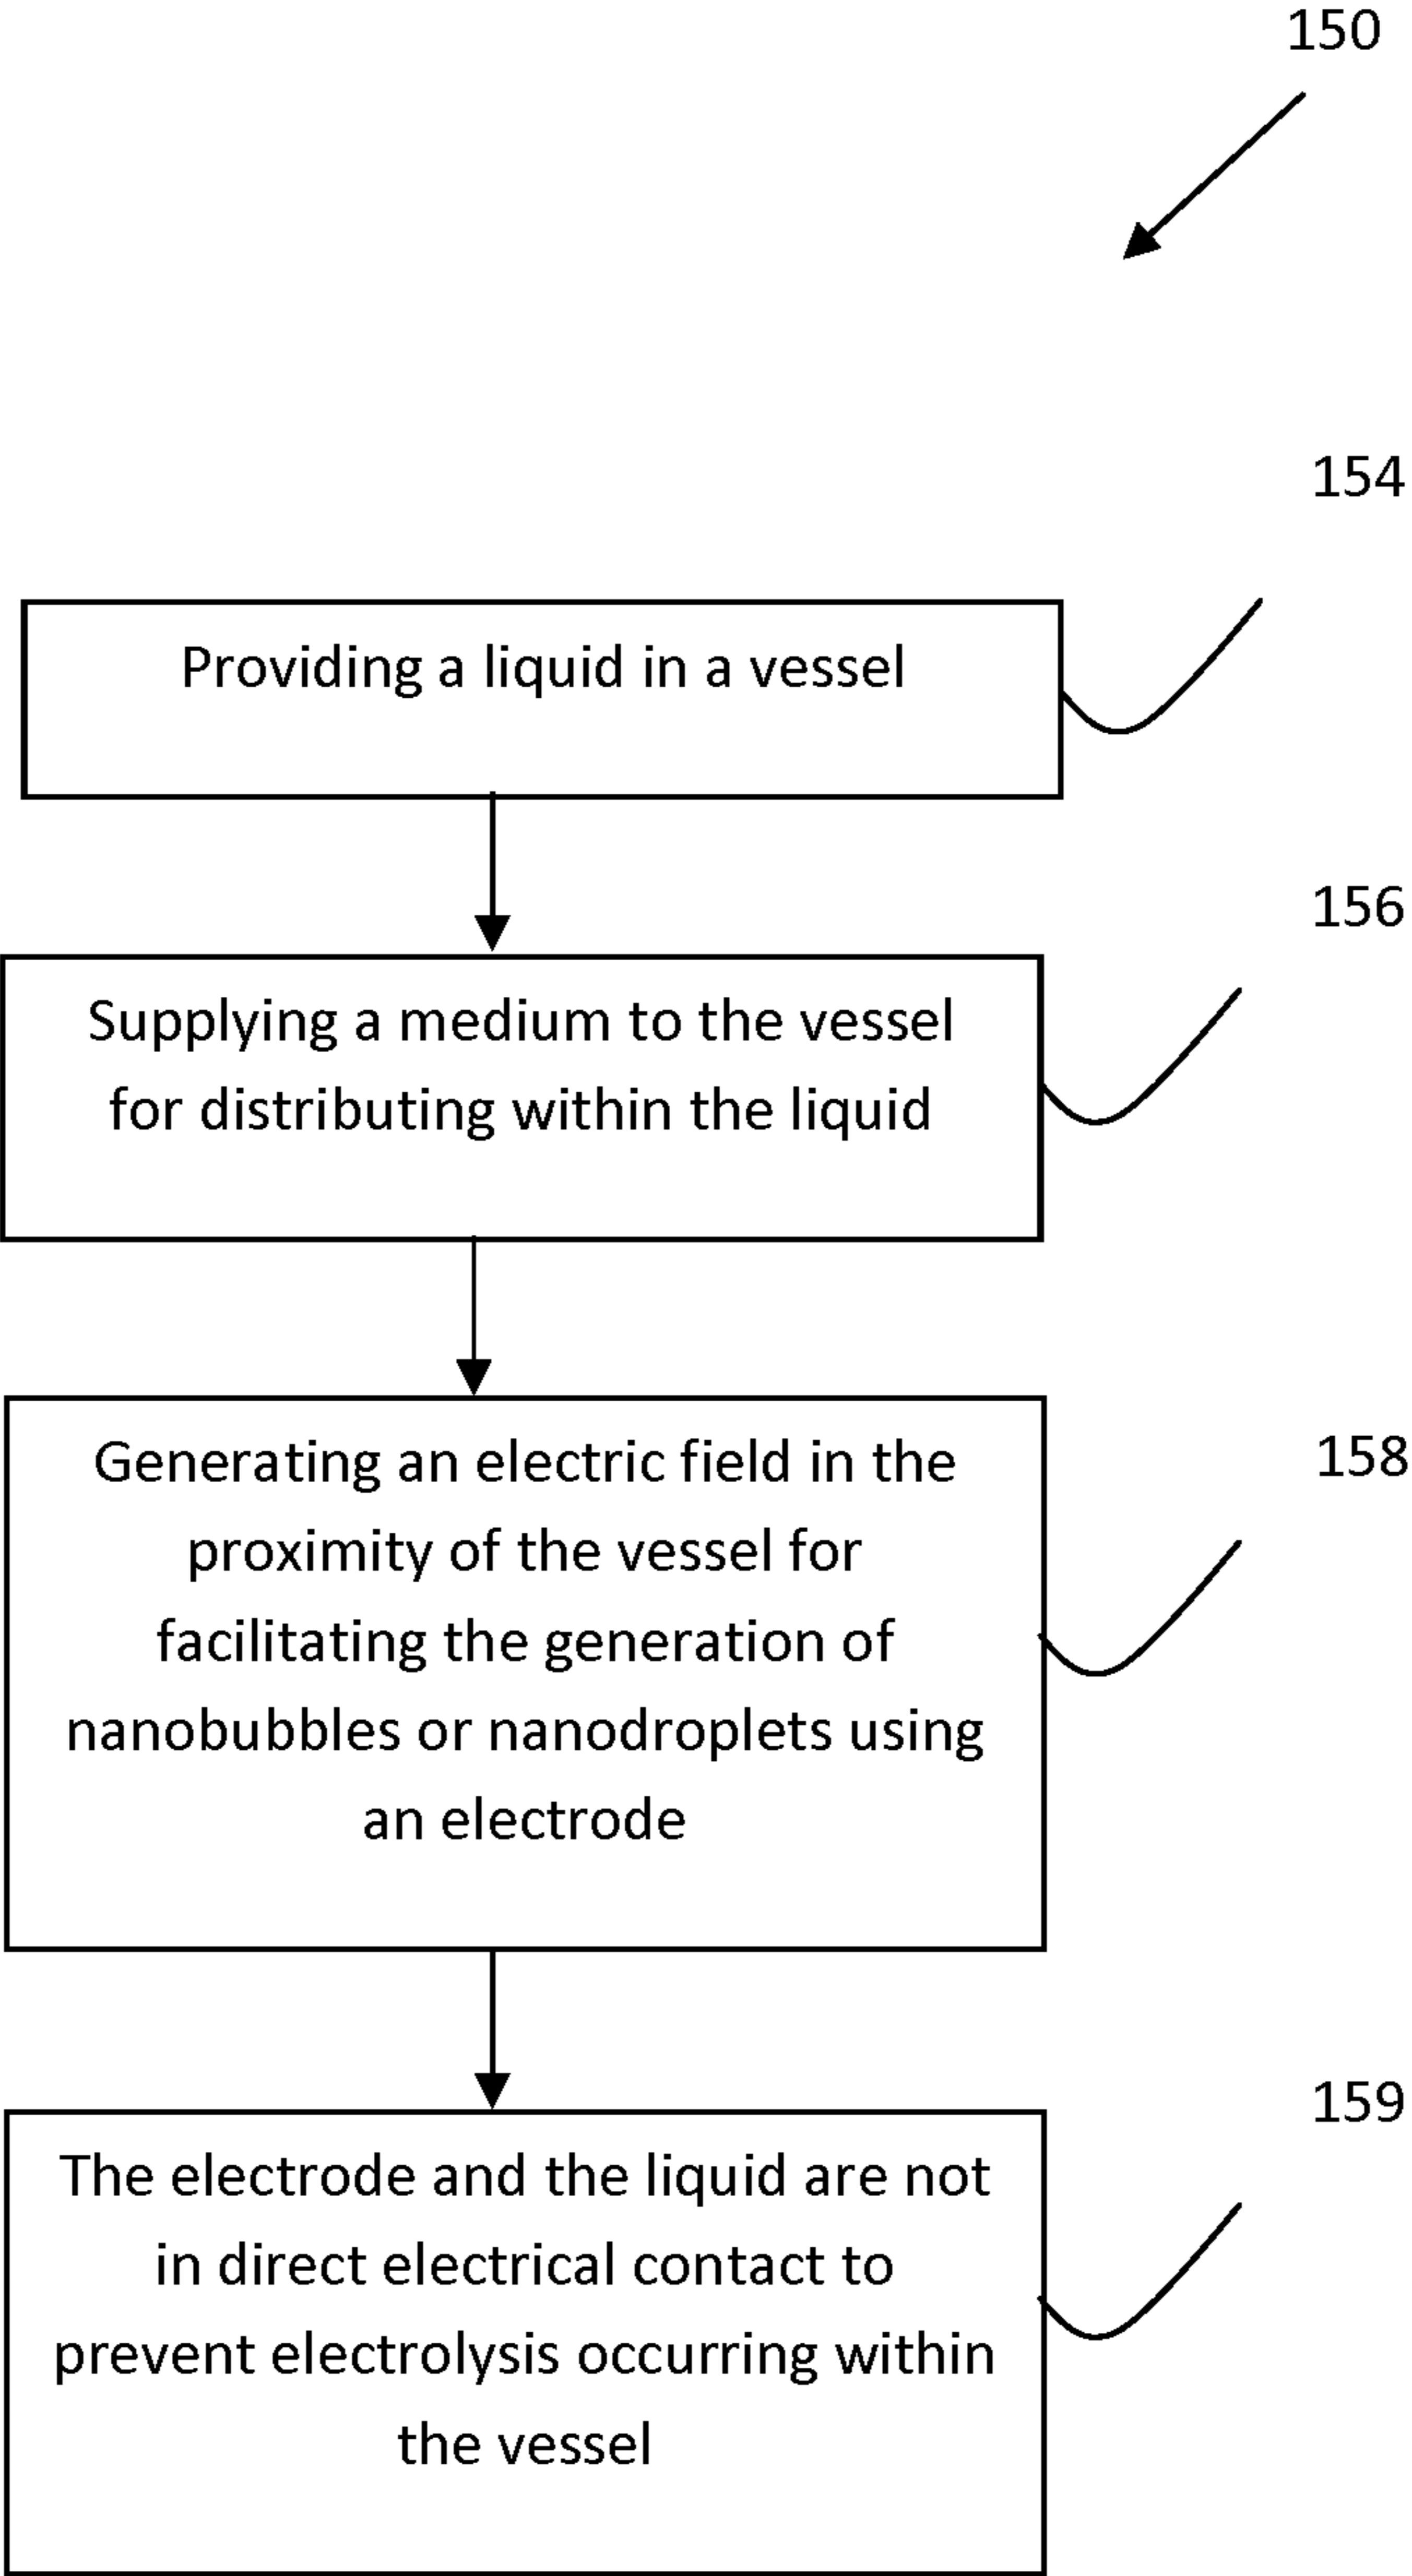 150
154
Providing a liquid in a vessel
156
Supplying a medium to the vessel
for distributing within the liquid
158
Generating an electric field in the
proximity of the vessel for
facilitating the generation of
nanobubbles or nanodroplets using
an electrode
159
The electrode and the liquid are not
in direct electrical contact to
prevent electrolysis occurring within
the vessel